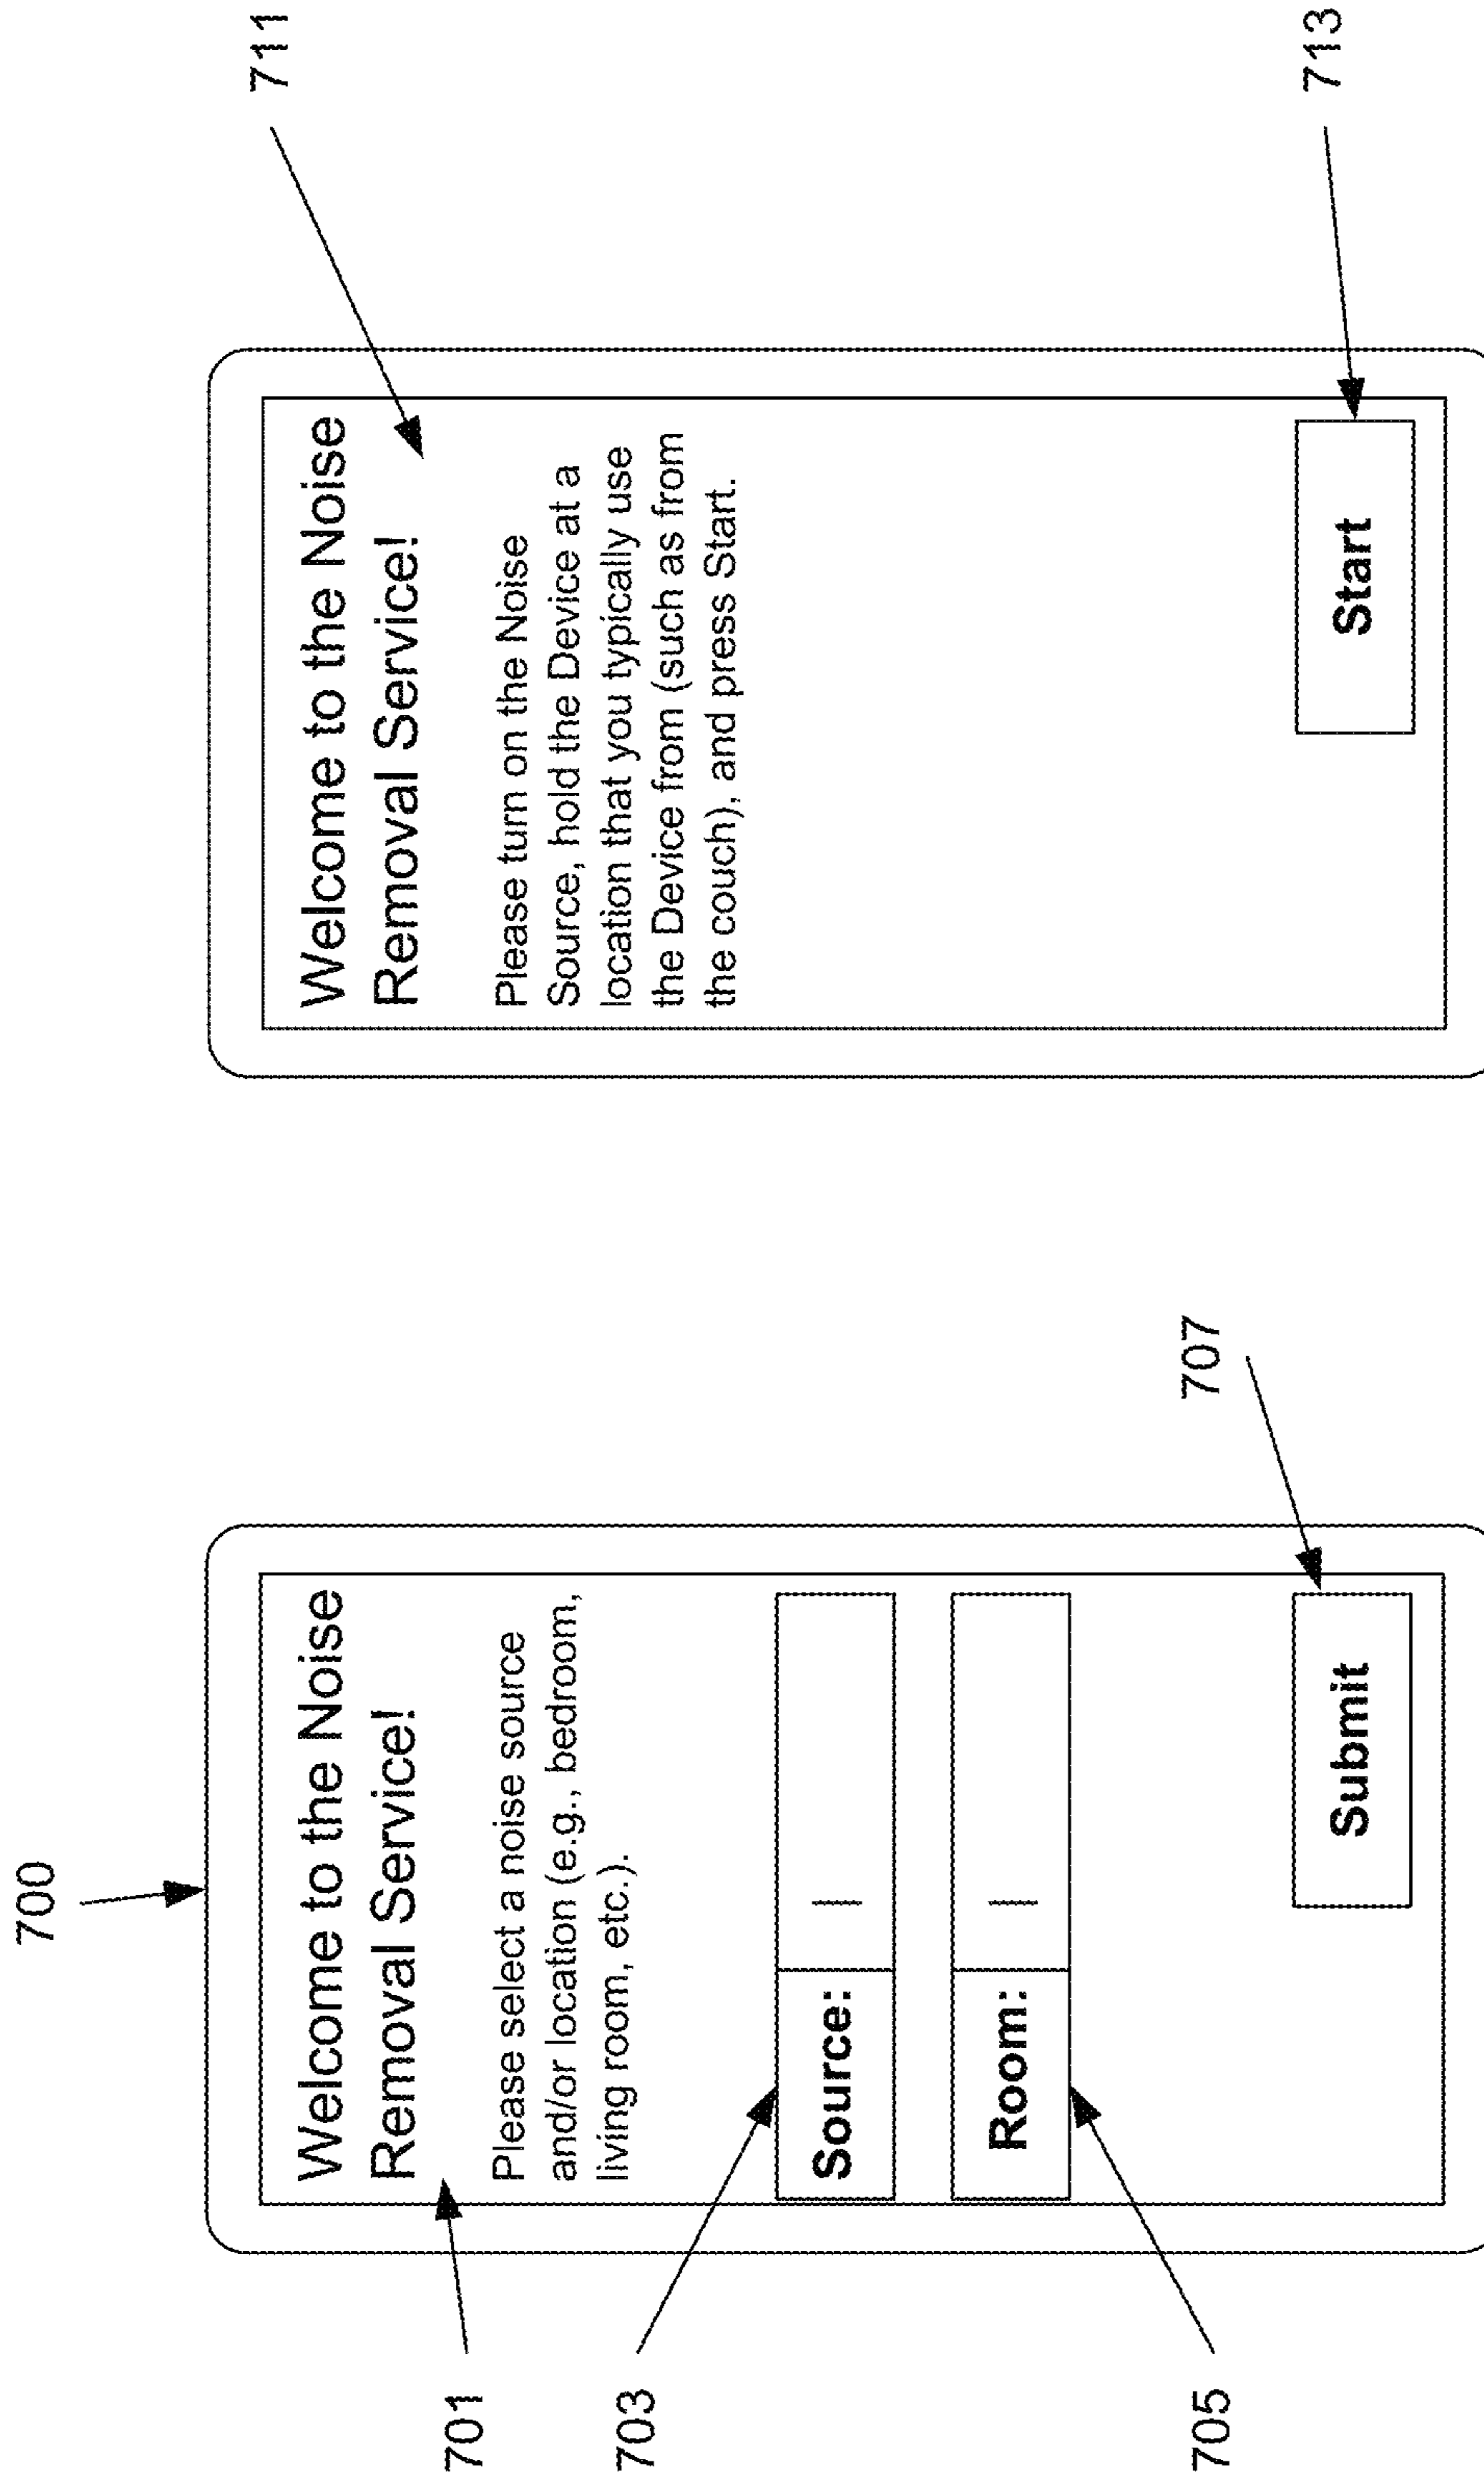 700
701
Welcome to the Noise
Removal Service!
Please select a noise source
and/or location (e.g., bedroom,
living room, etc.).
703
Source:
705
Room:
Submit
707
711
Welcome to the Noise
Removal Service!
Please turn on the Noise
Source, hold the Device at a
location that you typically use
the Device from (such as from
the couch), and press Start.
Start
713